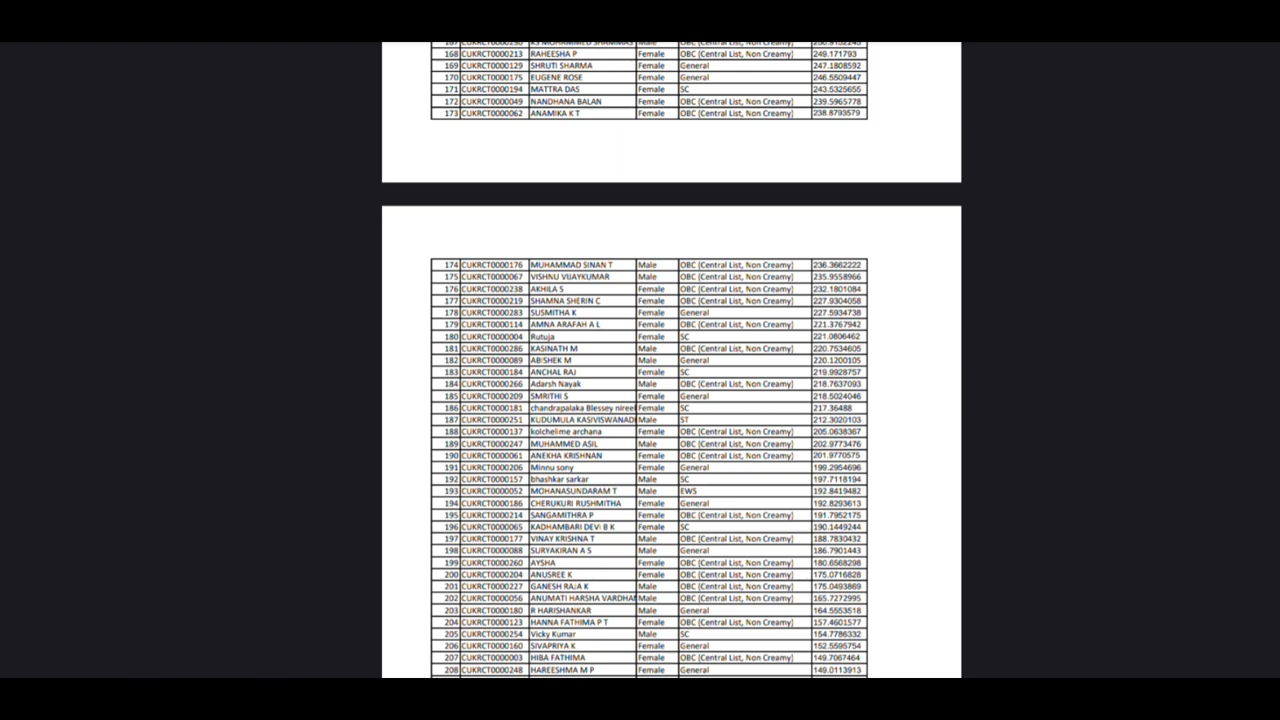 168 CUKRCT0000213 RAHEESHA P Female OBC (Central List, Non Creamy) 249.171793
169 CUKRCT0000129 SHRUTI SHARMA Female General 247.1808592
170 CUKRCT0000175 EUGENE ROSE Female General 246.5509447
171 CUKRCT0000194 MATTRA DAS Female SC 243.5325655
172 CUKRCT0000049 NANDHANA BALAN Female OBC (Central List, Non Creamy) 239.5965778
173 CUKRCT0000062 ANAMIKA K T Female OBC (Central List, Non Creamy) 238.8793579
174 CUKRCT0000176 MUHAMMAD SINAN T Male OBC (Central List, Non Creamy) 236.3662222
175 CUKRCT0000067 VISHNU VIJAYKUMAR Male OBC (Central List, Non Creamy) 235.9558966
176 CUKRCT0000238 AKHILA S Female OBC (Central List, Non Creamy) 232.1801084
177 CUKRCT0000219 SHAMNA SHERIN C Female OBC (Central List, Non Creamy) 227.9304058
178 CUKRCT0000283 SUSMITHA K Female General 227.5934738
179 CUKRCT0000114 AMNA ARAFAH A L Female OBC (Central List, Non Creamy) 221.3767942
180 CUKRCT0000004 Rutuja Female SC 221.0806462
181 CUKRCT0000286 KASINATH M Male OBC (Central List, Non Creamy) 220.7534605
182 CUKRCT0000089 ABISHEK M Male General 220.1200105
183 CUKRCT0000184 ANCHAL RAJ Female SC 219.9928757
184 CUKRCT0000266 Adarsh Nayak Male OBC (Central List, Non Creamy) 218.7637093
185 CUKRCT0000209 SMRITHI S Female General 218.5024046
186 CUKRCT0000181 chandrapalaka Blessey niree Female SC 217.36488
187 CUKRCT0000251 KUDUMULA KASIVISWANAD Male ST 212.3020103
188 CUKRCT0000137 kolchelime archana Female OBC (Central List, Non Creamy) 205.0638367
189 CUKRCT0000247 MUHAMMED ASIL Male OBC (Central List, Non Creamy) 202.9773476
190 CUKRCT0000061 ANEKHA KRISHNAN Female OBC (Central List, Non Creamy) 201.9770575
191 CUKRCT0000206 Minnu sony Female General 199.2954696
192 CUKRCT0000157 bhashkar sarkar Male SC 197.7118194
193 CUKRCT0000052 MOHANASUNDARAM T Male EWS 192.8419482
194 CUKRCT0000186 CHERUKURI RUSHMITHA Female General 192.8293613
195 CUKRCT0000214 SANGAMITHRA P Female OBC (Central List, Non Creamy) 191.7952175
196 CUKRCT0000065 KADHAMBARI DEVI B K Female SC 190.1449244
197 CUKRCT0000177 VINAY KRISHNA T Male OBC (Central List, Non Creamy) 188.7830432
198 CUKRCT0000088 SURYAKIRAN A S Male General 186.7901443
199 CUKRCT0000260 AYSHA Female OBC (Central List, Non Creamy) 180.6568298
200 CUKRCT0000204 ANUSREE K Female OBC (Central List, Non Creamy) 175.0716828
201 CUKRCT0000227 GANESH RAJA K Male OBC (Central List, Non Creamy) 175.0493869
202 CUKRCT0000056 ANUMATI HARSHA VARDHA Male OBC (Central List, Non Creamy) 165.7272995
203 CUKRCT0000180 R HARISHANKAR Male General 164.5553518
204 CUKRCT0000123 HANNA FATHIMA P T Female OBC (Central List, Non Creamy) 157.4601577
205 CUKRCT0000254 Vicky Kumar Male SC 154.7786332
206 CUKRCT0000160 SIVAPRIYA K Female General 152.5595754
207 CUKRCT0000003 HIBA FATHIMA Female OBC (Central List, Non Creamy) 149.7067464
208 CUKRCT0000248 HAREESHMA M P Female General 149.0113913